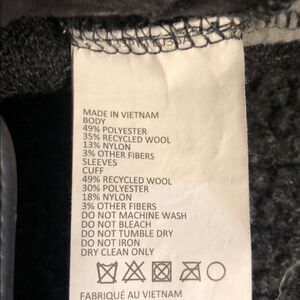 MADE IN VIETNAM
BODY
49% POLYESTER
35% RECYCLED WOOL
13% NYLON
3% OTHER FIBERS
SLEEVES
CUFF
49% RECYCLED WOOL
30% POLYESTER
18% NYLON
3% OTHER FIBERS
DO NOT MACHINE WASH
DO NOT BLEACH
DO NOT TUMBLE DRY
DO NOT IRON
DRY CLEAN ONLY
FABRIQUÉ AU VIETNAM